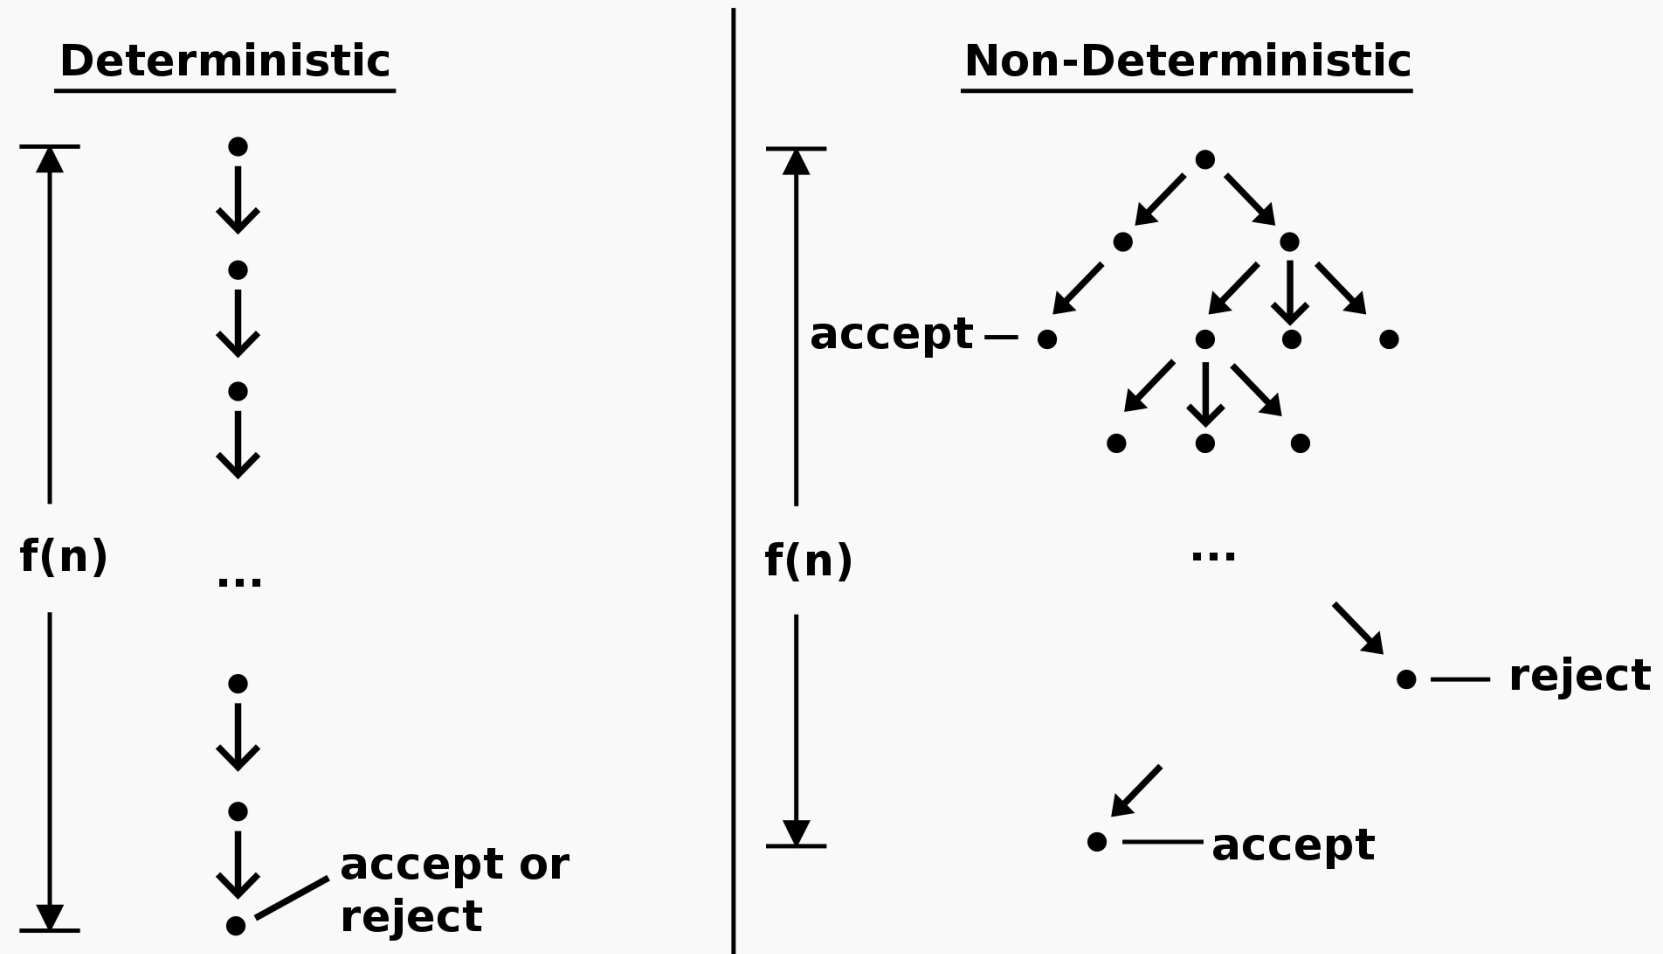 Deterministic
f(n)
...
accept or
reject
Non-Deterministic
accept
f(n)
...
reject
accept